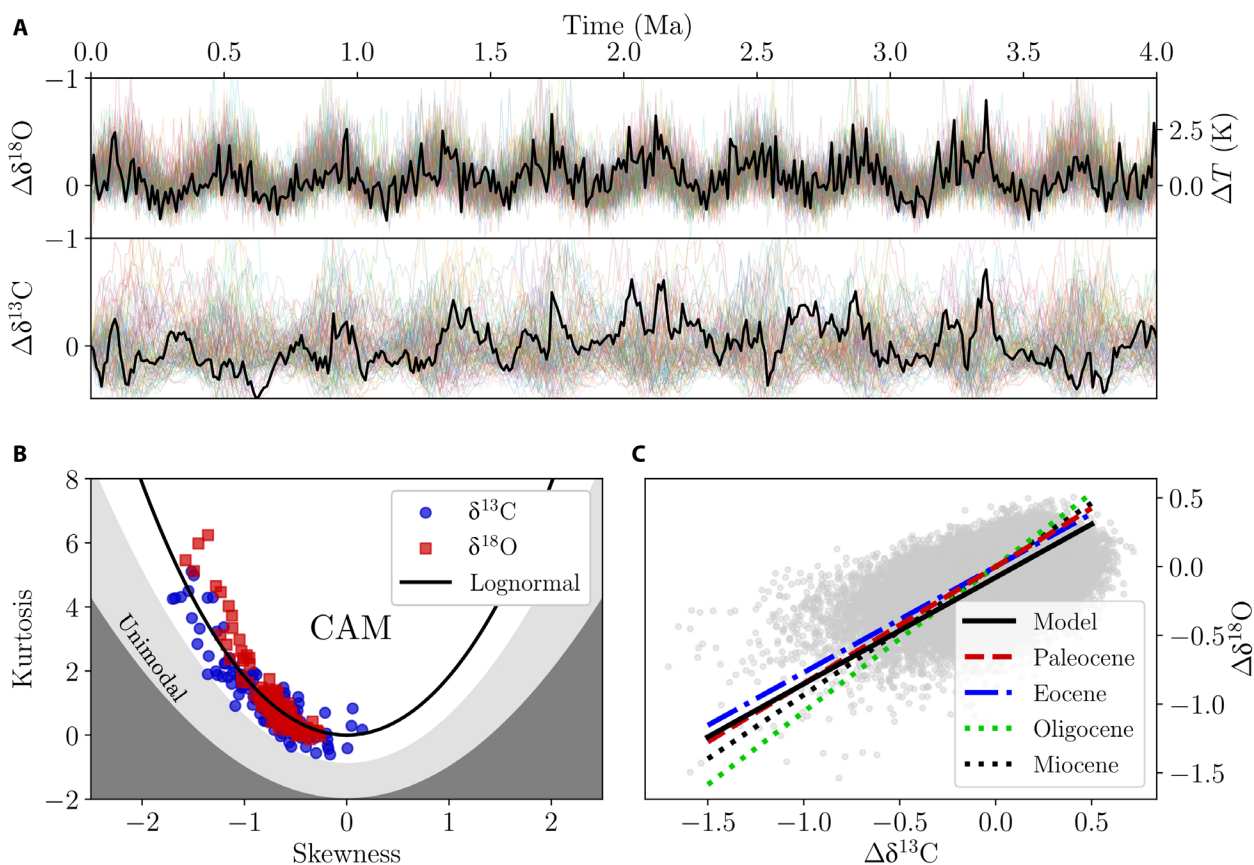 A
Time (Ma)
0.0 0.5 1.0 1.5 2.0 2.5 3.0 3.5 4.0
−1
Δδ¹⁸O
0
2.5
0.0
ΔT (K)
−1
Δδ¹³C
0
B
8
6
4
2
0
−2
Kurtosis
δ¹³C
δ¹⁸O
Lognormal
CAM
Unimodal
−2 −1 0 1 2
Skewness
C
0.5
0.0
−0.5
−1.0
−1.5
Δδ¹⁸O
Model
Paleocene
Eocene
Oligocene
Miocene
−1.5 −1.0 −0.5 0.0 0.5
Δδ¹³C